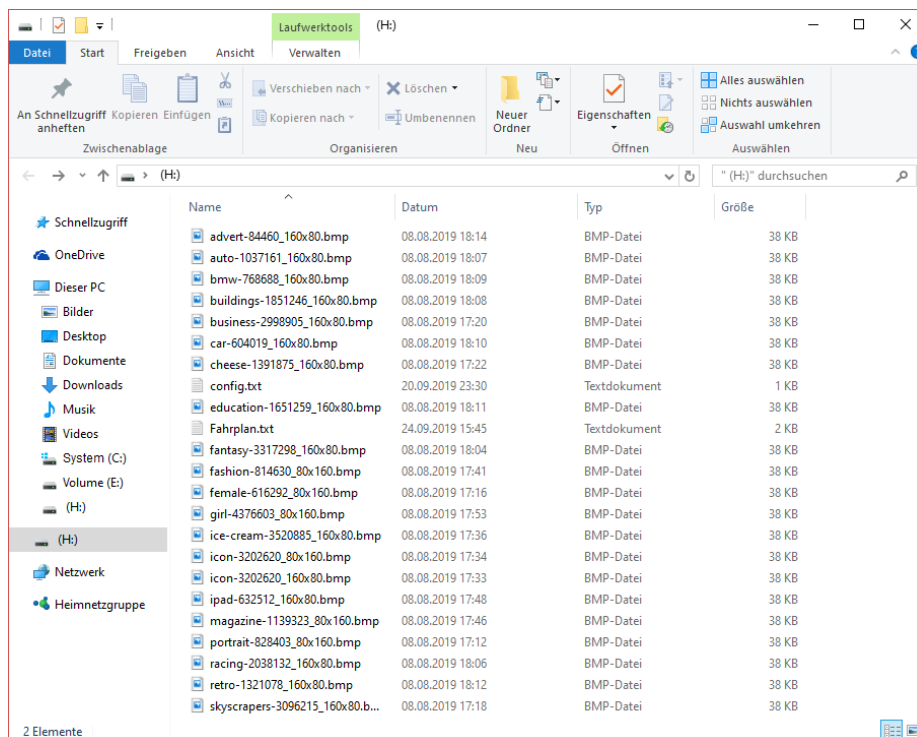 Laufwerktools (H:)
Datei Start Freigeben Ansicht Verwalten
An Schnellzugriff anheften Kopieren Einfügen
Verschieben nach Löschen
Kopieren nach Umbenennen
Neuer Ordner
Eigenschaften
Alles auswählen
Nichts auswählen
Auswahl umkehren
Zwischenablage Organisieren Neu Öffnen Auswählen
(H:) " (H:)" durchsuchen
Schnellzugriff
OneDrive
Dieser PC
Bilder
Desktop
Dokumente
Downloads
Musik
Videos
System (C:)
Volume (E:)
(H:)
(H:)
Netzwerk
Heimnetzgruppe
Name Datum Typ Größe
advert-84460_160x80.bmp 08.08.2019 18:14 BMP-Datei 38 KB
auto-1037161_160x80.bmp 08.08.2019 18:07 BMP-Datei 38 KB
bmw-768688_160x80.bmp 08.08.2019 18:09 BMP-Datei 38 KB
buildings-1851246_160x80.bmp 08.08.2019 18:08 BMP-Datei 38 KB
business-2998905_160x80.bmp 08.08.2019 17:20 BMP-Datei 38 KB
car-604019_160x80.bmp 08.08.2019 18:10 BMP-Datei 38 KB
cheese-1391875_160x80.bmp 08.08.2019 17:22 BMP-Datei 38 KB
config.txt 20.09.2019 23:30 Textdokument 1 KB
education-1651259_160x80.bmp 08.08.2019 18:11 BMP-Datei 38 KB
Fahrplan.txt 24.09.2019 15:45 Textdokument 2 KB
fantasy-3317298_160x80.bmp 08.08.2019 18:04 BMP-Datei 38 KB
fashion-814630_80x160.bmp 08.08.2019 17:41 BMP-Datei 38 KB
female-616292_80x160.bmp 08.08.2019 17:16 BMP-Datei 38 KB
girl-4376603_80x160.bmp 08.08.2019 17:53 BMP-Datei 38 KB
ice-cream-3520885_160x80.bmp 08.08.2019 17:36 BMP-Datei 38 KB
icon-3202620_80x160.bmp 08.08.2019 17:34 BMP-Datei 38 KB
icon-3202620_160x80.bmp 08.08.2019 17:33 BMP-Datei 38 KB
ipad-632512_160x80.bmp 08.08.2019 17:48 BMP-Datei 38 KB
magazine-1139323_80x160.bmp 08.08.2019 17:46 BMP-Datei 38 KB
portrait-828403_80x160.bmp 08.08.2019 17:12 BMP-Datei 38 KB
racing-2038132_160x80.bmp 08.08.2019 18:06 BMP-Datei 38 KB
retro-1321078_160x80.bmp 08.08.2019 18:12 BMP-Datei 38 KB
skyscrapers-3096215_160x80.b... 08.08.2019 17:18 BMP-Datei 38 KB
2 Elemente